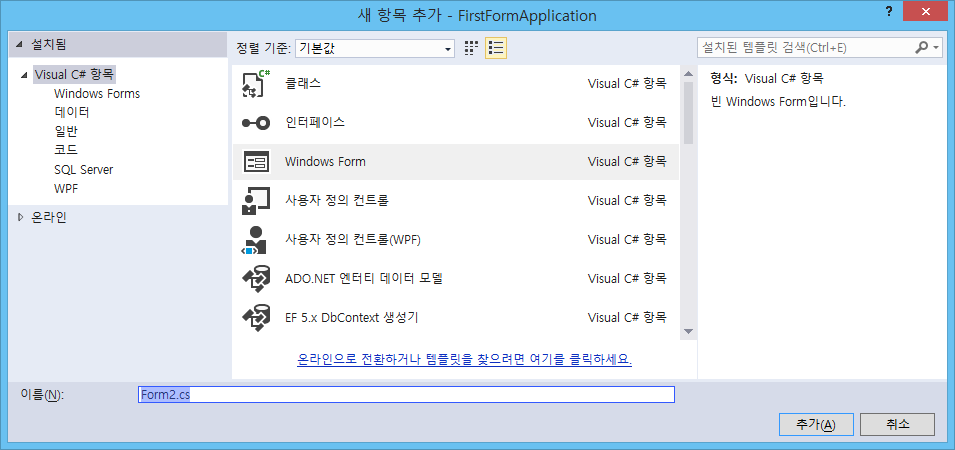 새 항목 추가 - FirstFormApplication
?
설치됨
Visual C# 항목
Windows Forms
데이터
일반
코드
SQL Server
WPF
온라인
정렬 기준: 기본값
클래스 Visual C# 항목
인터페이스 Visual C# 항목
Windows Form Visual C# 항목
사용자 정의 컨트롤 Visual C# 항목
사용자 정의 컨트롤(WPF) Visual C# 항목
ADO.NET 엔터티 데이터 모델 Visual C# 항목
EF 5.x DbContext 생성기 Visual C# 항목
온라인으로 전환하거나 템플릿을 찾으려면 여기를 클릭하세요.
설치된 템플릿 검색(Ctrl+E)
형식: Visual C# 항목
빈 Windows Form입니다.
이름(N): Form2.cs
추가(A) 취소